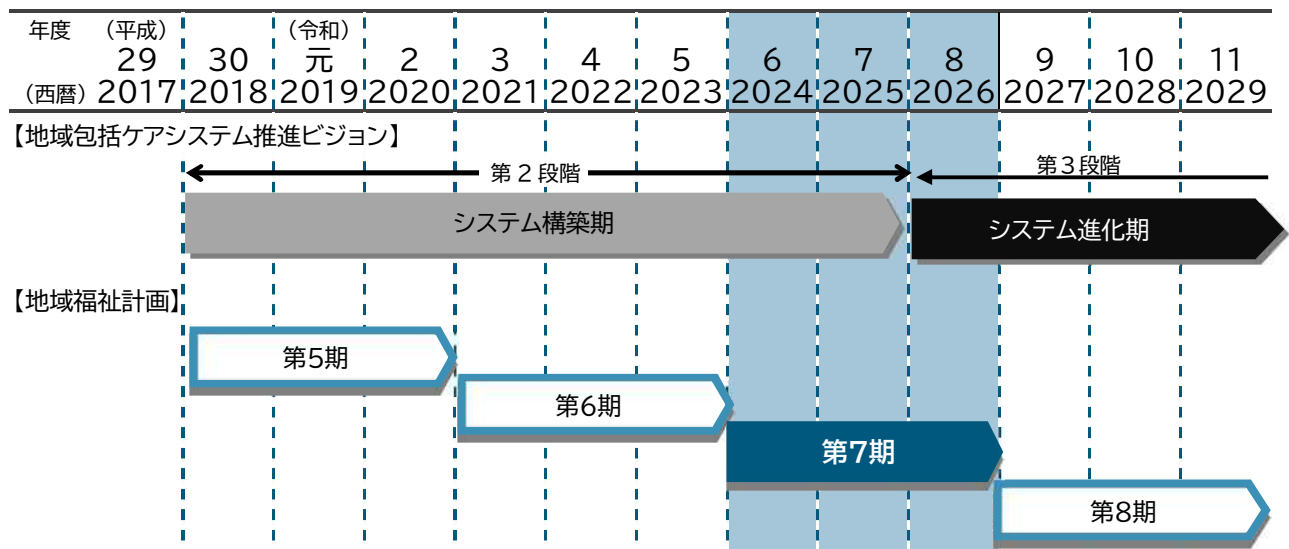 年度 （平成） （令和）
29 30 元 2 3 4 5 6 7 8 9 10 11
（西暦） 2017 2018 2019 2020 2021 2022 2023 2024 2025 2026 2027 2028 2029
【地域包括ケアシステム推進ビジョン】
第２段階 第３段階
システム構築期 システム進化期
【地域福祉計画】
第5期
第6期
第7期
第8期